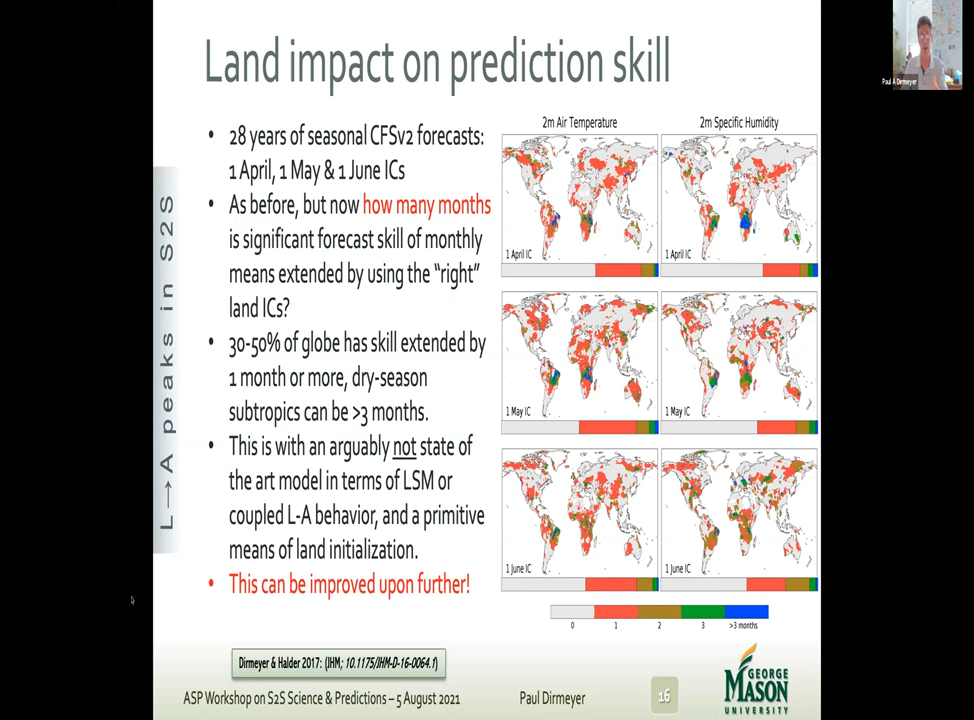 Land impact on prediction skill
L→A peaks in S2S
• 28 years of seasonal CFSv2 forecasts:
1 April, 1 May & 1 June ICs
• As before, but now how many months
is significant forecast skill of monthly
means extended by using the "right"
land ICs?
• 30-50% of globe has skill extended by
1 month or more, dry-season
subtropics can be >3 months.
• This is with an arguably not state of
the art model in terms of LSM or
coupled L-A behavior, and a primitive
means of land initialization.
• This can be improved upon further!
2m Air Temperature
2m Specific Humidity
1 April IC
1 April IC
1 May IC
1 May IC
1 June IC
1 June IC
0 1 2 3 >3 months
Dirmeyer & Halder 2017: (JHM; 10.1175/JHM-D-16-0064.1)
ASP Workshop on S2S Science & Predictions – 5 August 2021
Paul Dirmeyer
16
GEORGE
MASON
UNIVERSITY
Paul A Dirmeyer